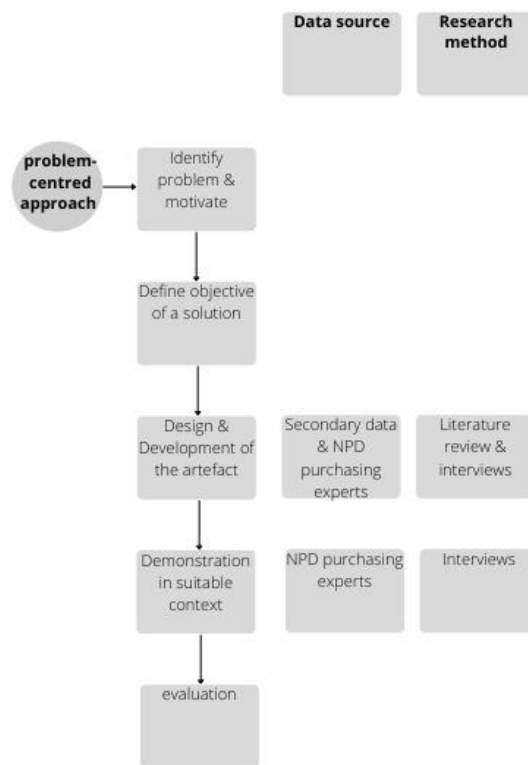 Data source
Research
method
problem-
centred
approach
Identify
problem &
motivate
Define objective
of a solution
Design &
Development of
the artefact
Secondary data
& NPD
purchasing
experts
Literature
review &
interviews
Demonstration
in suitable
context
NPD purchasing
experts
Interviews
evaluation